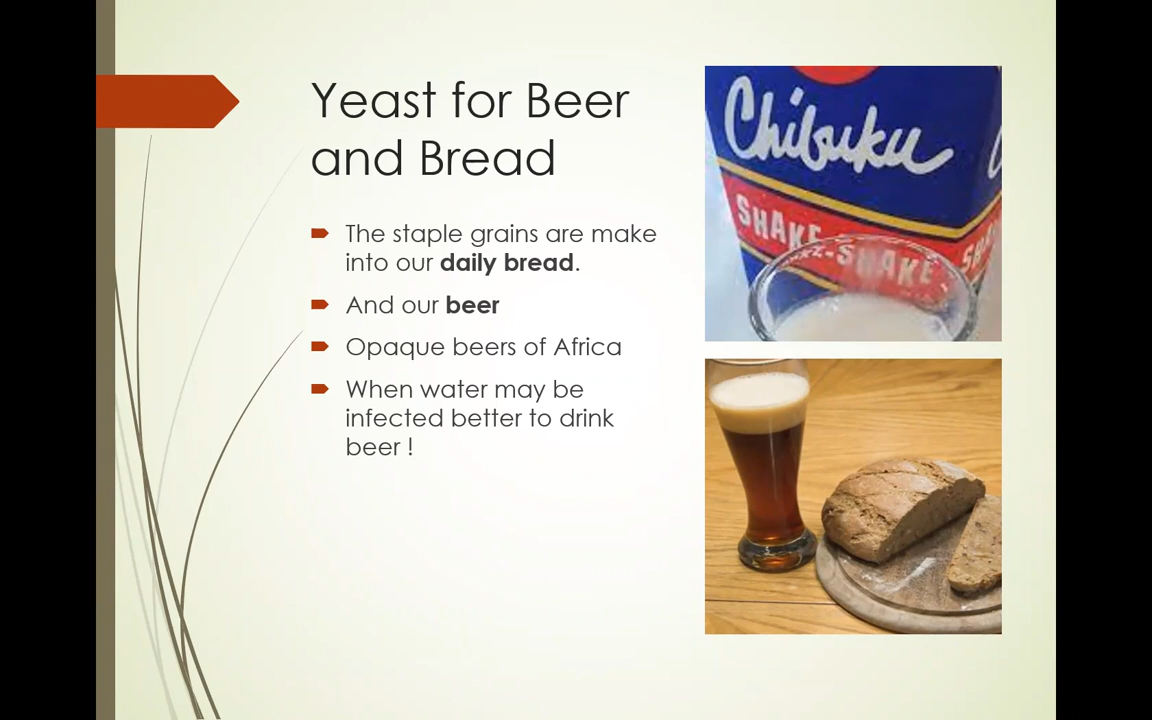 Yeast for Beer
and Bread
The staple grains are make
into our daily bread.
And our beer
Opaque beers of Africa
When water may be
infected better to drink
beer !
Chibuku
SHAKE-SHAKE